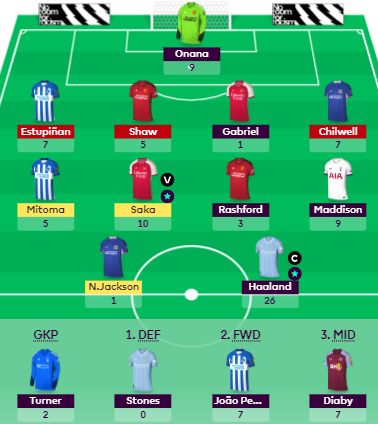 No room for racism
No room for racism
Onana
9
Estupiñan Shaw Gabriel Chilwell
7 5 1 7
V
Mitoma Saka Rashford Maddison
5 10 3 9
C
N.Jackson Haaland
1 26
GKP 1. DEF 2. FWD 3. MID
Turner Stones João Pe... Diaby
2 0 7 7